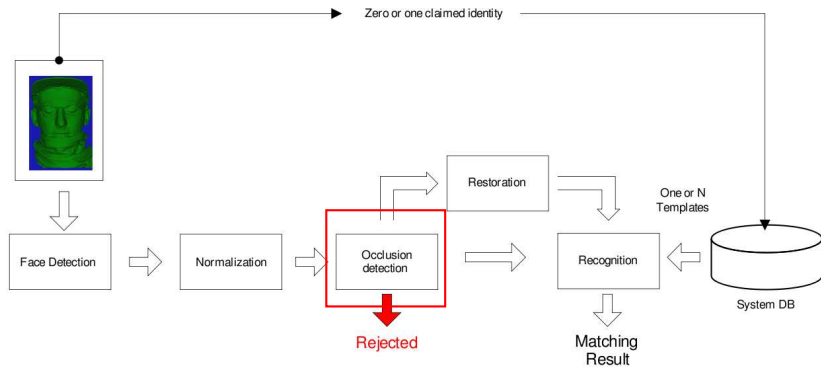 Zero or one claimed identity
Restoration
One or N
Templates
Face Detection
Normalization
Occlusion
detection
Recognition
System DB
Rejected
Matching
Result